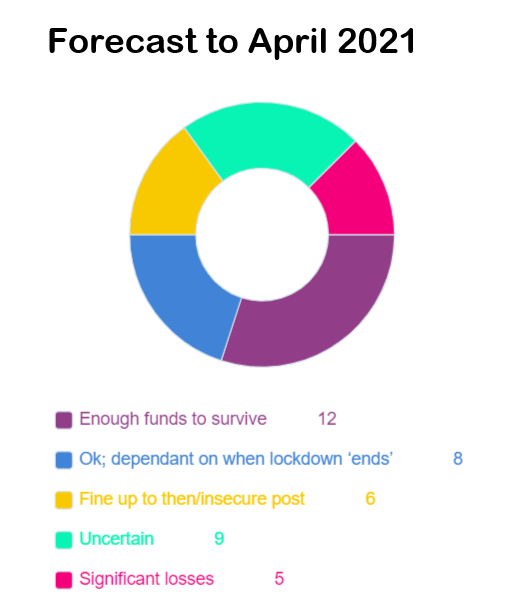 Forecast to April 2021
Enough funds to survive 12
Ok; dependant on when lockdown ‘ends’ 8
Fine up to then/insecure post 6
Uncertain 9
Significant losses 5